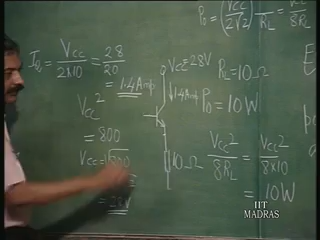 P₀ = (Vcc/2√2)² 1/RL = Vcc²/8RL
IQ = Vcc/2×10 = 28/20
= 1.4 Amp
Vcc = 28V
1.4 Amp
RL = 10Ω
P₀ = 10W
Vcc²
= 800
Vcc = √800
= 28V
10Ω
Vcc²/8RL = Vcc²/8×10
= 10W
IIT
MADRAS